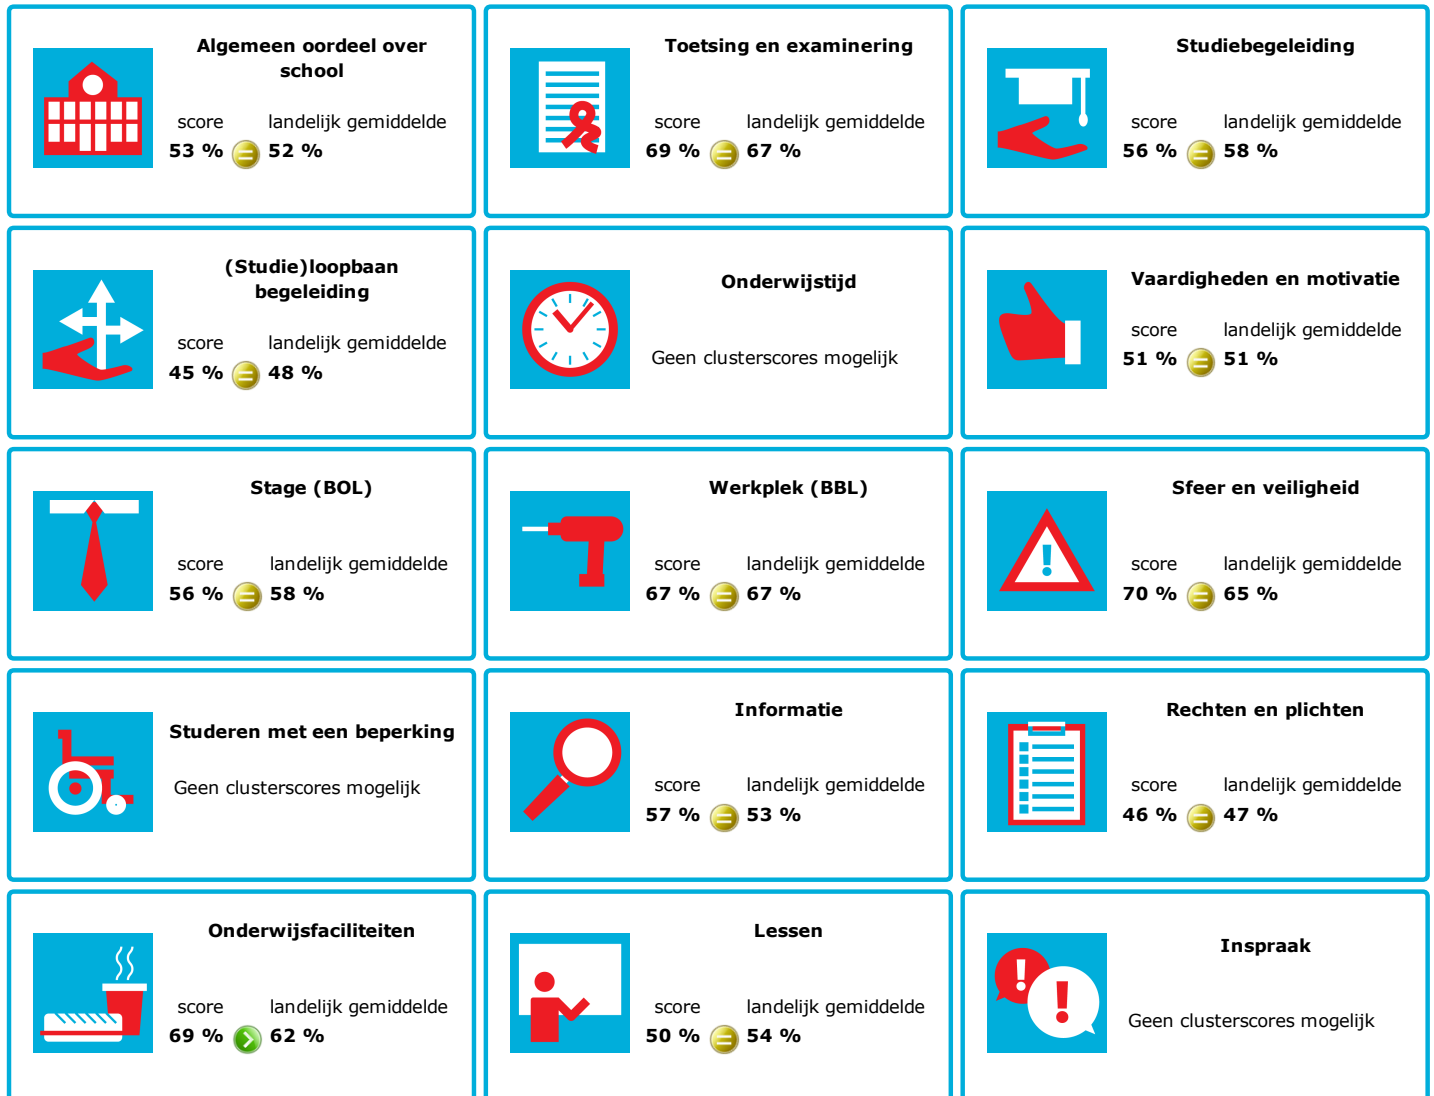 Algemeen oordeel over
school
score landelijk gemiddelde
53 % = 52 %
Toetsing en examinering
score landelijk gemiddelde
69 % = 67 %
Studiebegeleiding
score landelijk gemiddelde
56 % = 58 %
(Studie)loopbaan
begeleiding
score landelijk gemiddelde
45 % = 48 %
Onderwijstijd
Geen clusterscores mogelijk
Vaardigheden en motivatie
score landelijk gemiddelde
51 % = 51 %
Stage (BOL)
score landelijk gemiddelde
56 % = 58 %
Werkplek (BBL)
score landelijk gemiddelde
67 % = 67 %
Sfeer en veiligheid
score landelijk gemiddelde
70 % = 65 %
Studeren met een beperking
Geen clusterscores mogelijk
Informatie
score landelijk gemiddelde
57 % = 53 %
Rechten en plichten
score landelijk gemiddelde
46 % = 47 %
Onderwijsfaciliteiten
score landelijk gemiddelde
69 % > 62 %
Lessen
score landelijk gemiddelde
50 % = 54 %
Inspraak
Geen clusterscores mogelijk